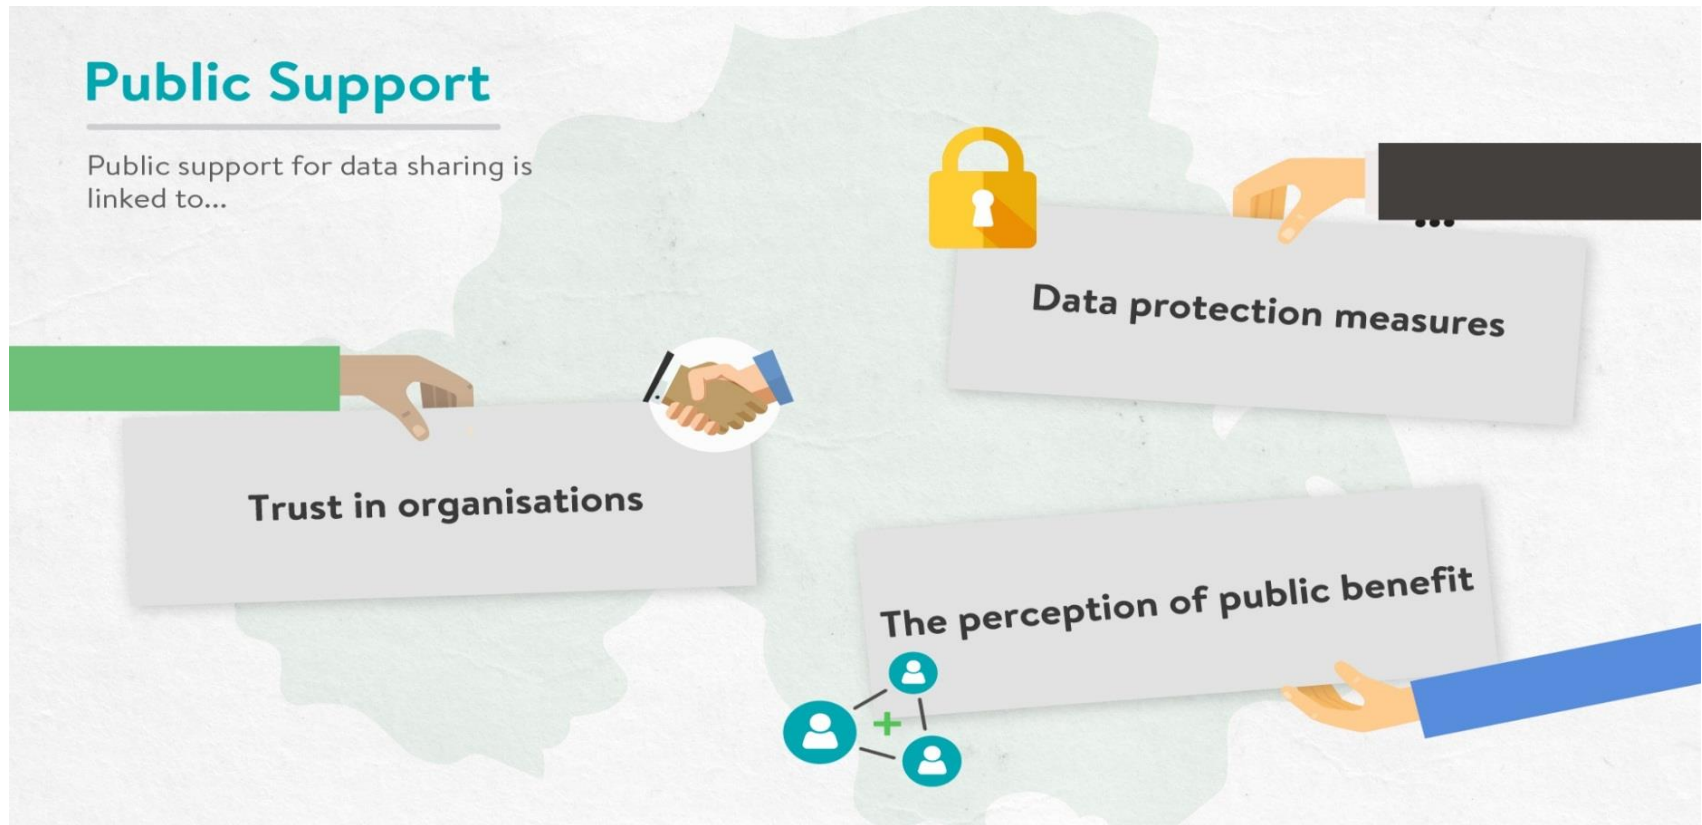 Public Support
Public support for data sharing is
linked to...
...
Data protection measures
Trust in organisations
The perception of public benefit